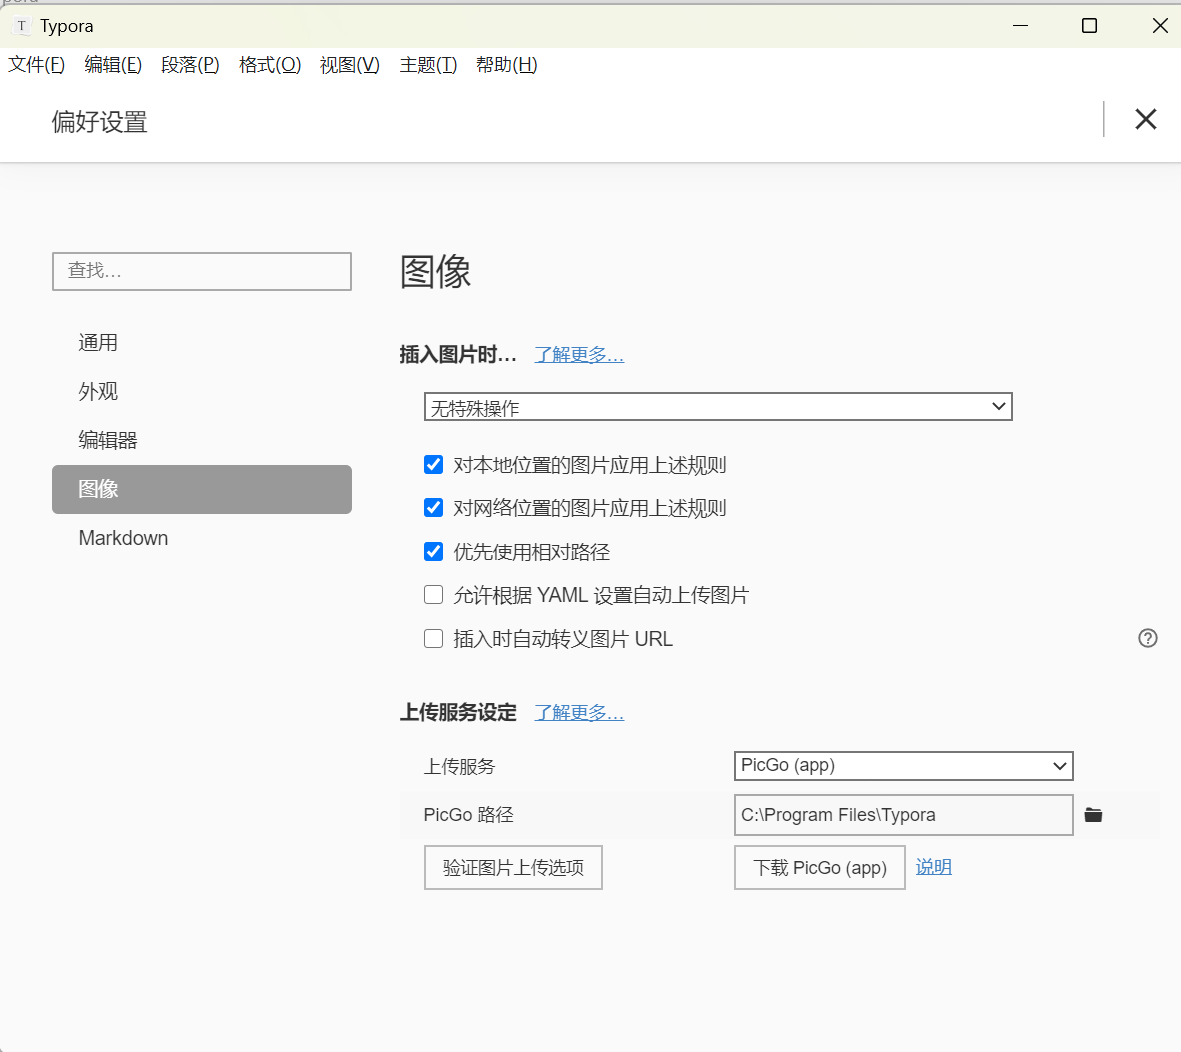 Typora
文件(F) 编辑(E) 段落(P) 格式(O) 视图(V) 主题(T) 帮助(H)
偏好设置
查找...
通用
外观
编辑器
图像
Markdown
图像
插入图片时... 了解更多...
无特殊操作
对本地位置的图片应用上述规则
对网络位置的图片应用上述规则
优先使用相对路径
允许根据 YAML 设置自动上传图片
插入时自动转义图片 URL
上传服务设定 了解更多...
上传服务 PicGo (app)
PicGo 路径 C:\Program Files\Typora
验证图片上传选项 下载 PicGo (app) 说明